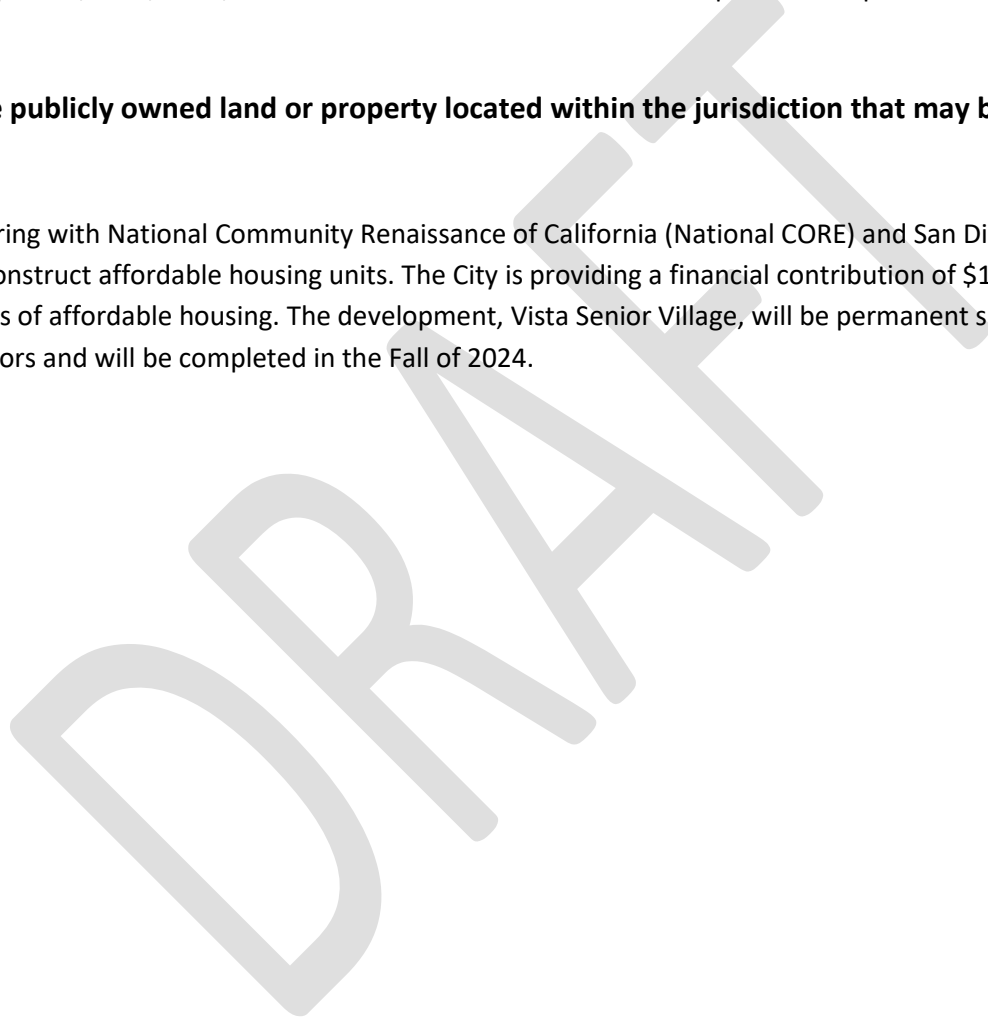 publicly owned land or property located within the jurisdiction that may b
ring with National Community Renaissance of California (National CORE) and San Di
onstruct affordable housing units. The City is providing a financial contribution of $1
s of affordable housing. The development, Vista Senior Village, will be permanent s
ors and will be completed in the Fall of 2024.
DRAFT